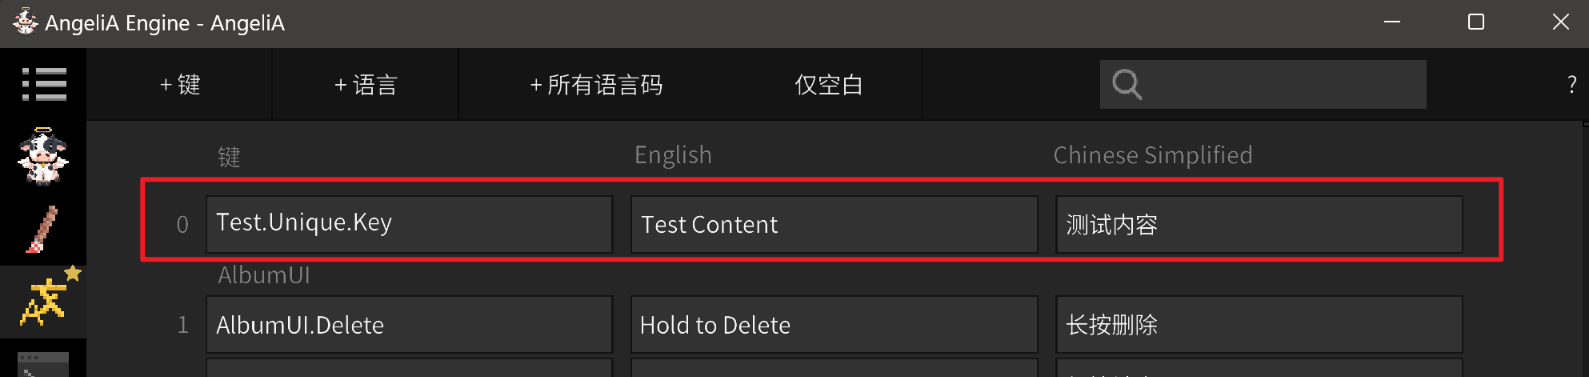 AngeliA Engine - AngeliA
+ 键 + 语言 + 所有语言码 仅空白 ?
键 English Chinese Simplified
0 Test.Unique.Key Test Content 测试内容
AlbumUI
1 AlbumUI.Delete Hold to Delete 长按删除